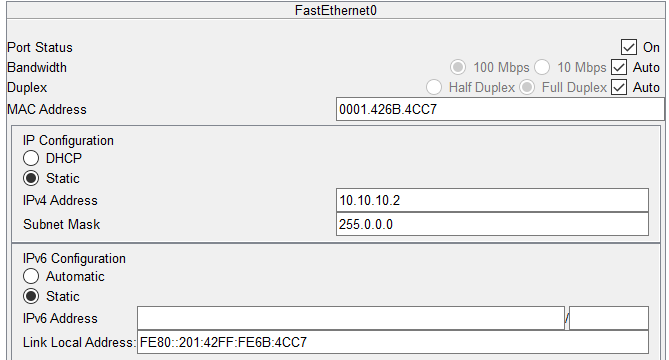 FastEthernet0
Port Status On
Bandwidth 100 Mbps 10 Mbps Auto
Duplex Half Duplex Full Duplex Auto
MAC Address 0001.426B.4CC7
IP Configuration
DHCP
Static
IPv4 Address 10.10.10.2
Subnet Mask 255.0.0.0
IPv6 Configuration
Automatic
Static
IPv6 Address /
Link Local Address: FE80::201:42FF:FE6B:4CC7